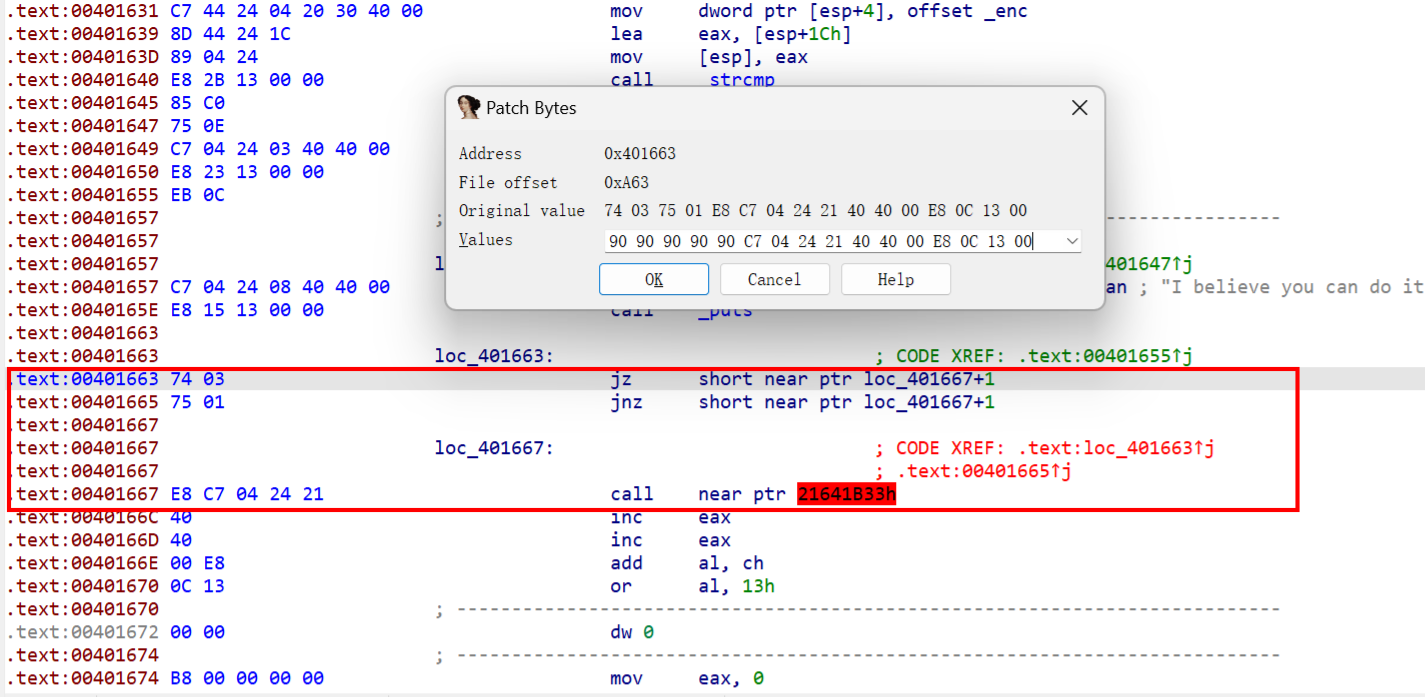 .text:00401631 C7 44 24 04 20 30 40 00 mov dword ptr [esp+4], offset _enc
.text:00401639 8D 44 24 1C lea eax, [esp+1Ch]
.text:0040163D 89 04 24 mov [esp], eax
.text:00401640 E8 2B 13 00 00 call _strcmp
.text:00401645 85 C0
.text:00401647 75 0E
.text:00401649 C7 04 24 03 40 40 00
.text:00401650 E8 23 13 00 00
.text:00401655 EB 0C
.text:00401657 ; ---------------
.text:00401657
.text:00401657 l 401647↑j
.text:00401657 C7 04 24 08 40 40 00 an ; "I believe you can do it
.text:0040165E E8 15 13 00 00 call _puts
.text:00401663
.text:00401663 loc_401663: ; CODE XREF: .text:00401655↑j
.text:00401663 74 03 jz short near ptr loc_401667+1
.text:00401665 75 01 jnz short near ptr loc_401667+1
.text:00401667
.text:00401667 loc_401667: ; CODE XREF: .text:loc_401663↑j
.text:00401667 ; .text:00401665↑j
.text:00401667 E8 C7 04 24 21 call near ptr 21641B33h
.text:0040166C 40 inc eax
.text:0040166D 40 inc eax
.text:0040166E 00 E8 add al, ch
.text:00401670 0C 13 or al, 13h
.text:00401670 ; ---------------------------------------------------------------------------
.text:00401672 00 00 dw 0
.text:00401674 ; ---------------------------------------------------------------------------
.text:00401674 B8 00 00 00 00 mov eax, 0
Patch Bytes
Address 0x401663
File offset 0xA63
Original value 74 03 75 01 E8 C7 04 24 21 40 40 00 E8 0C 13 00
Values 90 90 90 90 90 C7 04 24 21 40 40 00 E8 0C 13 00
OK Cancel Help